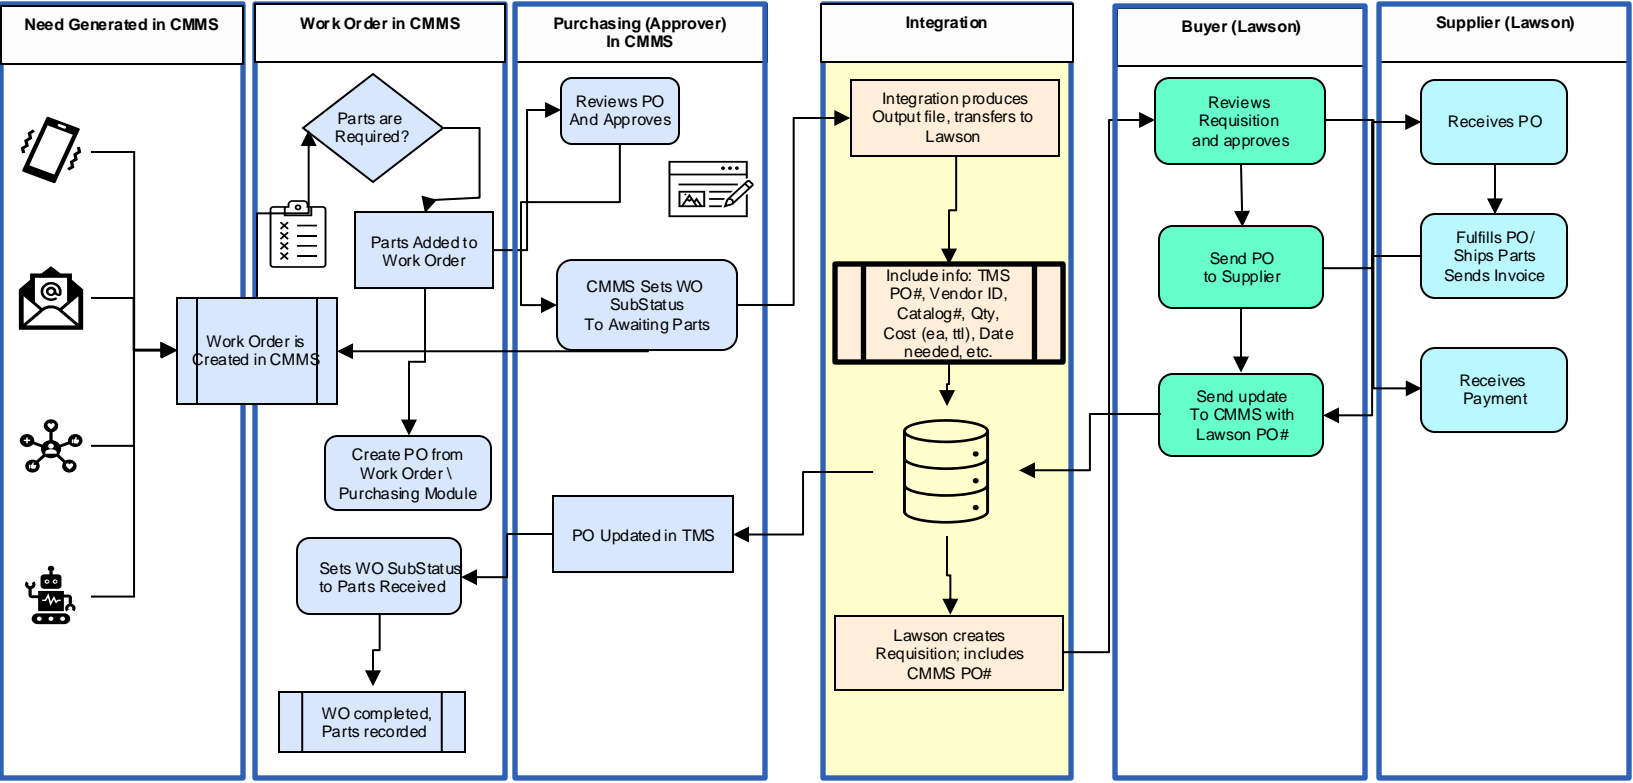 Need Generated in CMMS
Work Order in CMMS
Purchasing (Approver)
In CMMS
Integration
Buyer (Lawson)
Supplier (Lawson)
@
Work Order is
Created in CMMS
Parts are
Required?
Parts Added to
Work Order
Create PO from
Work Order \
Purchasing Module
Sets WO SubStatus
to Parts Received
WO completed,
Parts recorded
Reviews PO
And Approves
CMMS Sets WO
SubStatus
To Awaiting Parts
PO Updated in TMS
Integration produces
Output file, transfers to
Lawson
Include info: TMS
PO#, Vendor ID,
Catalog#, Qty,
Cost (ea, ttl), Date
needed, etc.
Lawson creates
Requisition; includes
CMMS PO#
Reviews
Requisition
and approves
Send PO
to Supplier
Send update
To CMMS with
Lawson PO#
Receives PO
Fulfills PO/
Ships Parts
Sends Invoice
Receives
Payment